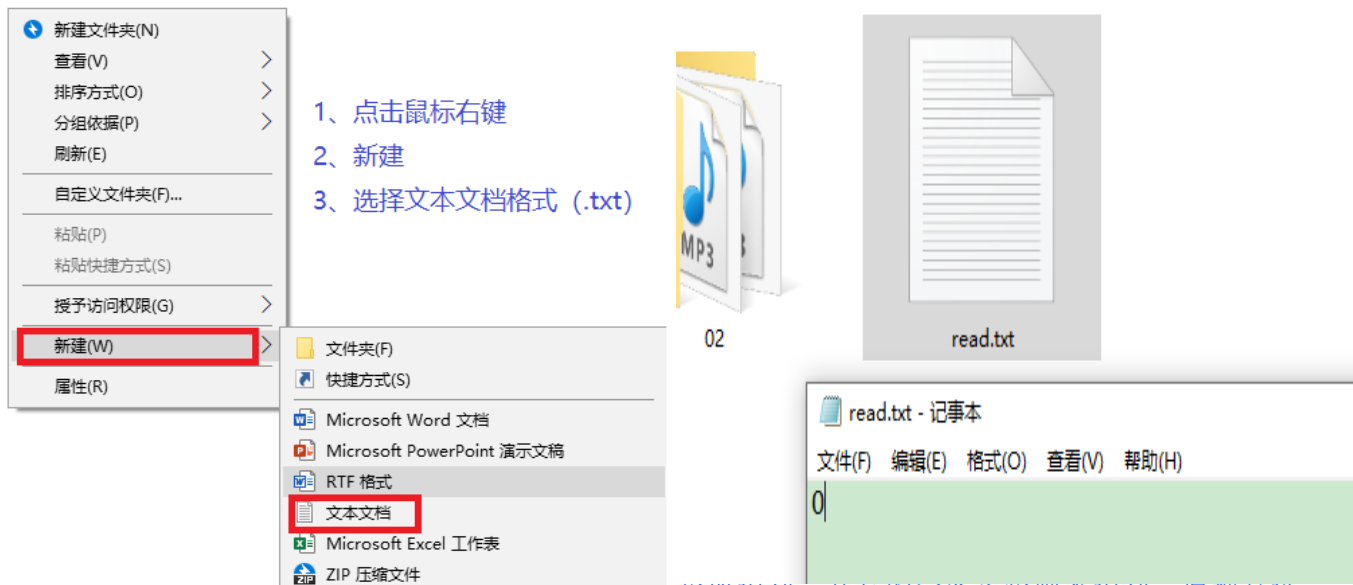 新建文件夹(N)
查看(V)
排序方式(O)
分组依据(P)
刷新(E)
自定义文件夹(F)...
粘贴(P)
粘贴快捷方式(S)
授予访问权限(G)
新建(W)
属性(R)
文件夹(F)
快捷方式(S)
Microsoft Word 文档
Microsoft PowerPoint 演示文稿
RTF 格式
文本文档
Microsoft Excel 工作表
ZIP 压缩文件
1、点击鼠标右键
2、新建
3、选择文本文档格式（.txt）
MP3
02
read.txt
read.txt - 记事本
文件(F) 编辑(E) 格式(O) 查看(V) 帮助(H)
0